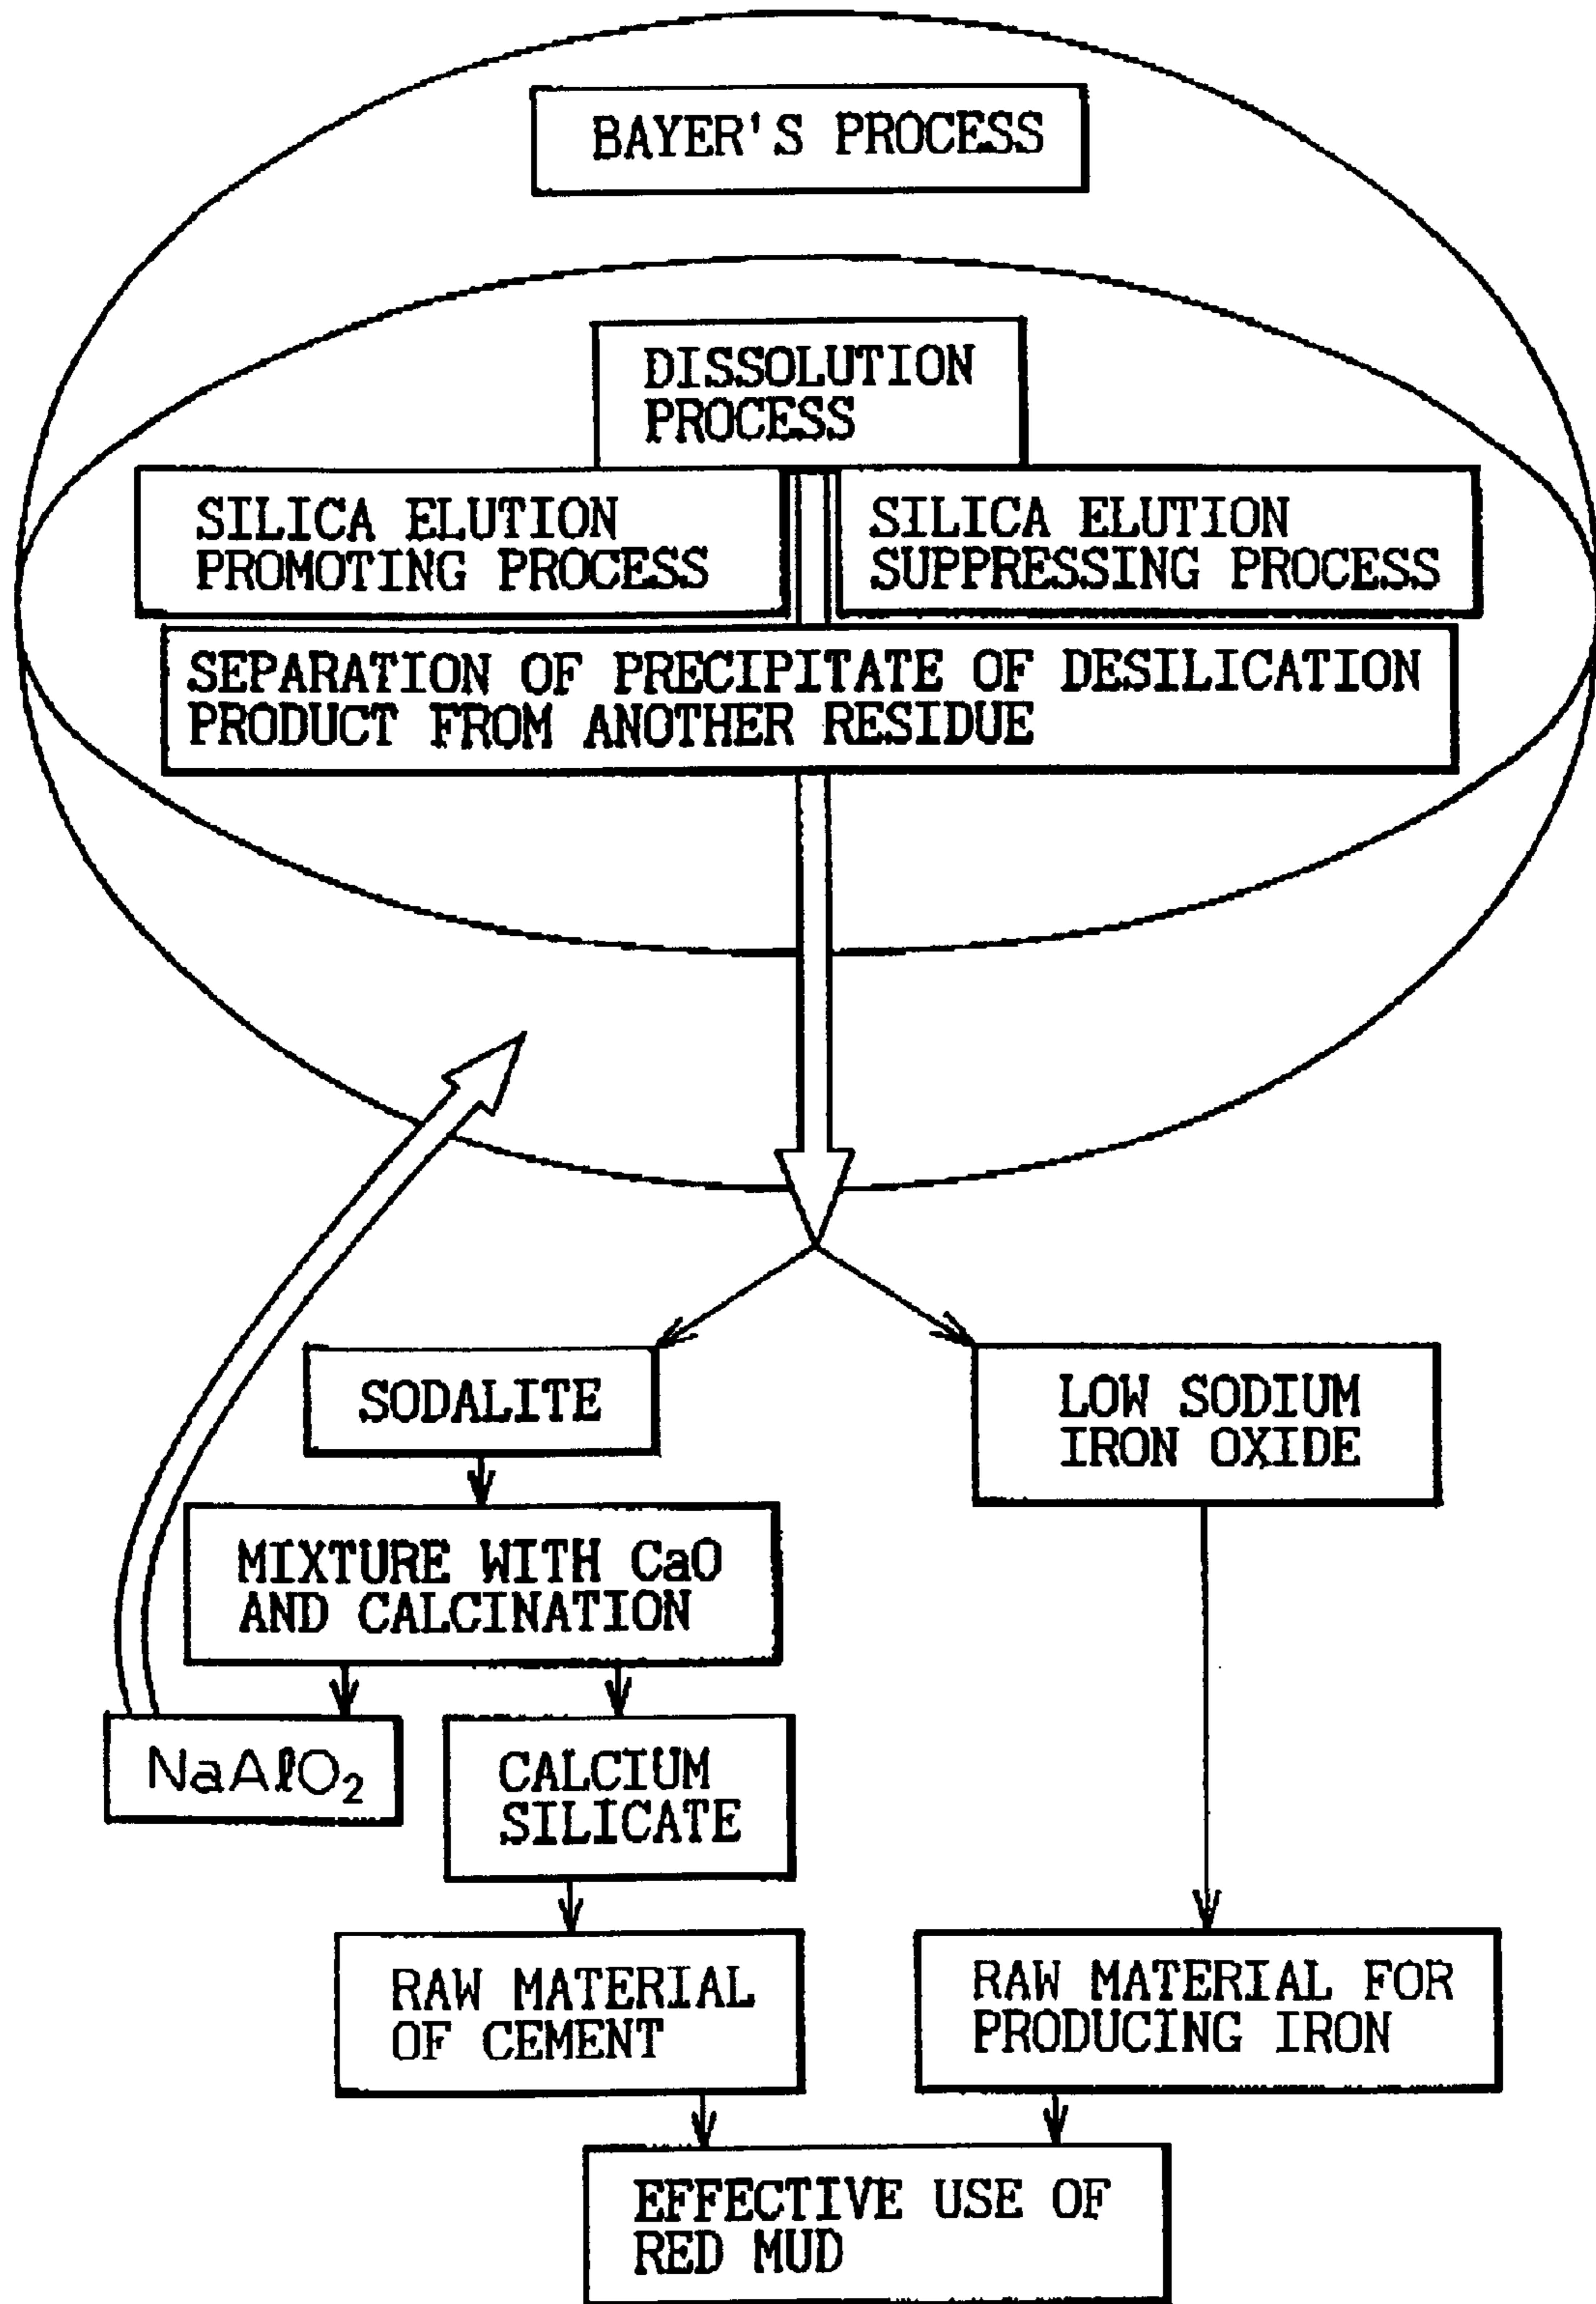 BAYER'S PROCESS
DISSOLUTION
PROCESS
SILICA ELUTION
PROMOTING PROCESS
SILICA ELUTION
SUPPRESSING PROCESS
SEPARATION OF PRECIPITATE OF DESILICATION
PRODUCT FROM ANOTHER RESIDUE
SODALITE
LOW SODIUM
IRON OXIDE
MIXTURE WITH CaO
AND CALCINATION
NaAℓO₂
CALCIUM
SILICATE
RAW MATERIAL
OF CEMENT
RAW MATERIAL FOR
PRODUCING IRON
EFFECTIVE USE OF
RED MUD